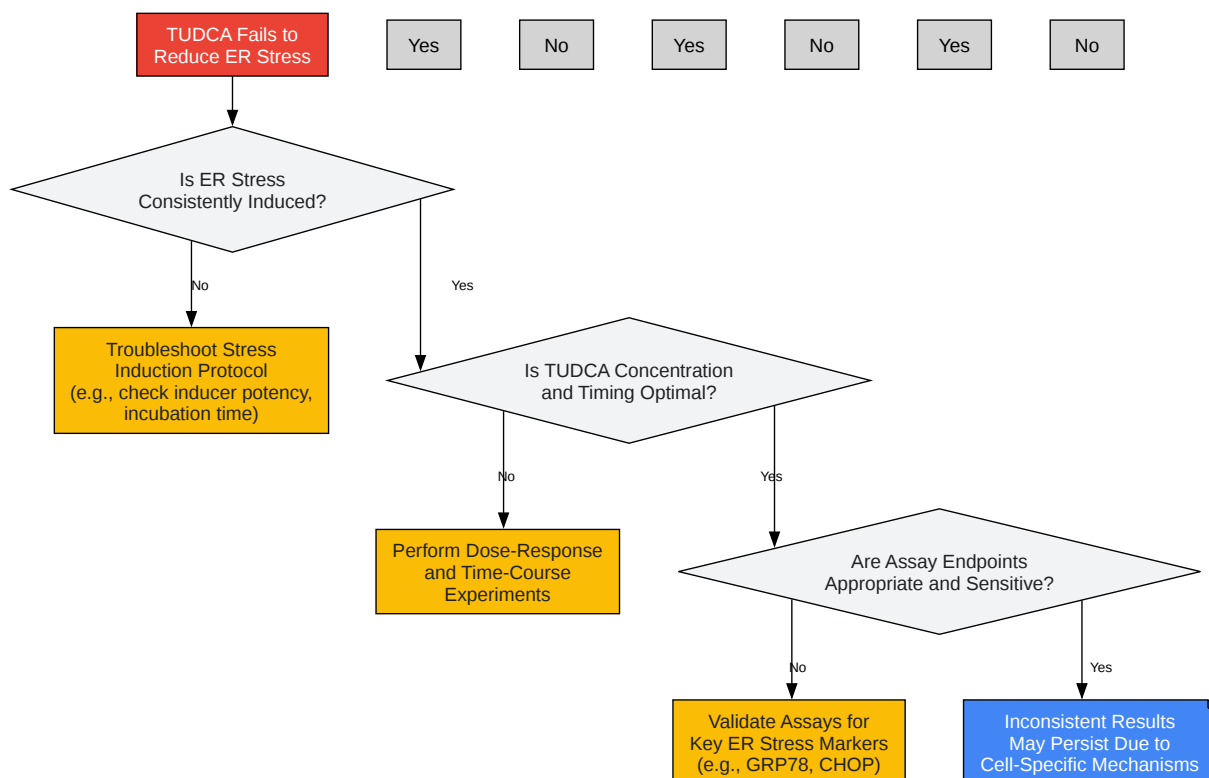 TUDCA Fails to
Reduce ER Stress
Yes
No
Yes
No
Yes
No
Is ER Stress
Consistently Induced?
No
Yes
Troubleshoot Stress
Induction Protocol
(e.g., check inducer potency,
incubation time)
Is TUDCA Concentration
and Timing Optimal?
No
Yes
Perform Dose-Response
and Time-Course
Experiments
Are Assay Endpoints
Appropriate and Sensitive?
No
Yes
Validate Assays for
Key ER Stress Markers
(e.g., GRP78, CHOP)
Inconsistent Results
May Persist Due to
Cell-Specific Mechanisms